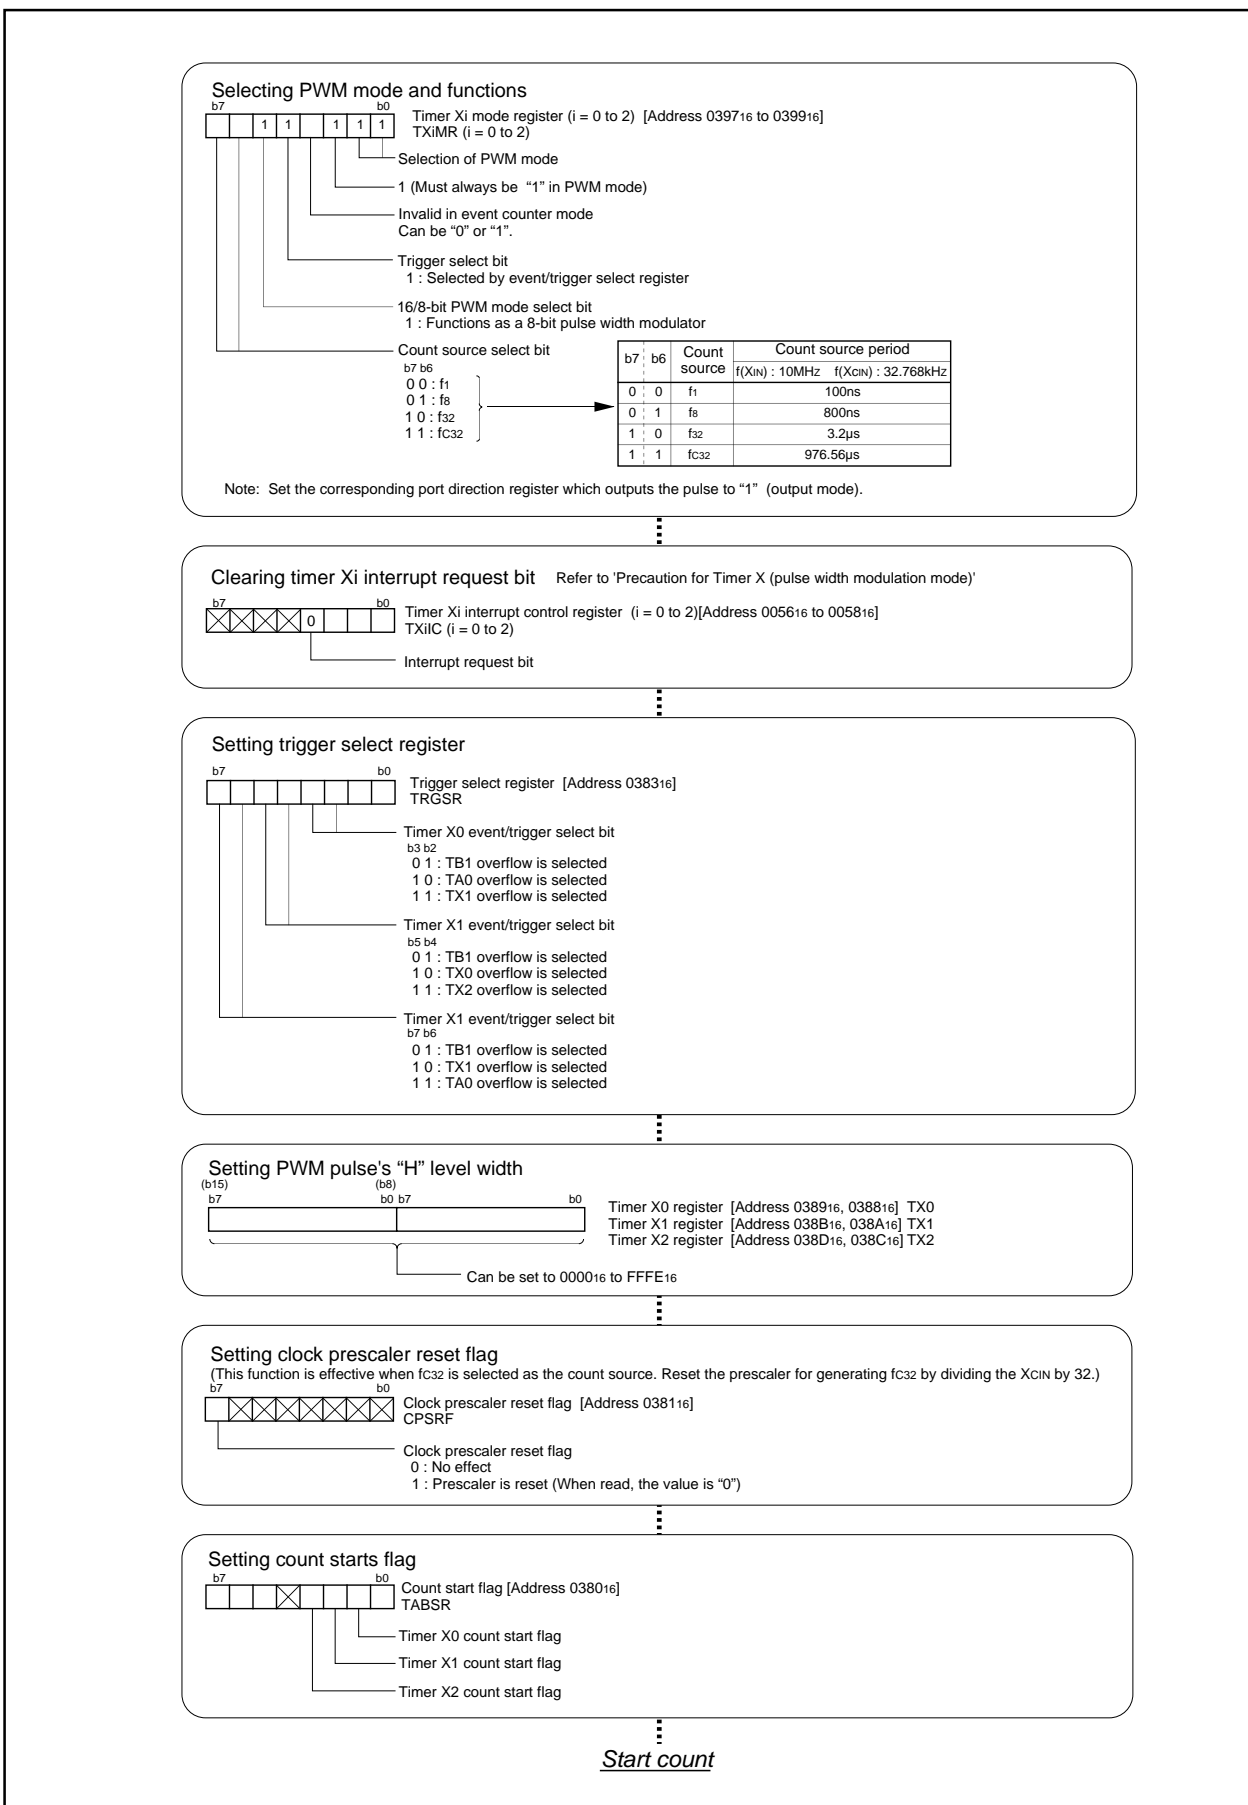 Selecting PWM mode and functions
b7 b0
1 1 1 1 1
Timer Xi mode register (i = 0 to 2) [Address 039716 to 039916]
TXiMR (i = 0 to 2)
Selection of PWM mode
1 (Must always be “1” in PWM mode)
Invalid in event counter mode
Can be “0” or “1”.
Trigger select bit
1 : Selected by event/trigger select register
16/8-bit PWM mode select bit
1 : Functions as a 8-bit pulse width modulator
Count source select bit
b7 b6
0 0 : f1
0 1 : f8
1 0 : f32
1 1 : fC32
b7 b6 Count source Count source period
f(XIN) : 10MHz f(XCIN) : 32.768kHz
0 0 f1 100ns
0 1 f8 800ns
1 0 f32 3.2µs
1 1 fC32 976.56µs
Note: Set the corresponding port direction register which outputs the pulse to “1” (output mode).
Clearing timer Xi interrupt request bit Refer to 'Precaution for Timer X (pulse width modulation mode)'
b7 b0
0
Timer Xi interrupt control register (i = 0 to 2)[Address 005616 to 005816]
TXiIC (i = 0 to 2)
Interrupt request bit
Setting trigger select register
b7 b0
Trigger select register [Address 038316]
TRGSR
Timer X0 event/trigger select bit
b3 b2
0 1 : TB1 overflow is selected
1 0 : TA0 overflow is selected
1 1 : TX1 overflow is selected
Timer X1 event/trigger select bit
b5 b4
0 1 : TB1 overflow is selected
1 0 : TX0 overflow is selected
1 1 : TX2 overflow is selected
Timer X1 event/trigger select bit
b7 b6
0 1 : TB1 overflow is selected
1 0 : TX1 overflow is selected
1 1 : TA0 overflow is selected
Setting PWM pulse's “H” level width
(b15) (b8)
b7 b0 b7 b0
Timer X0 register [Address 038916, 038816] TX0
Timer X1 register [Address 038B16, 038A16] TX1
Timer X2 register [Address 038D16, 038C16] TX2
Can be set to 000016 to FFFE16
Setting clock prescaler reset flag
(This function is effective when fC32 is selected as the count source. Reset the prescaler for generating fC32 by dividing the XCIN by 32.)
b7 b0
Clock prescaler reset flag [Address 038116]
CPSRF
Clock prescaler reset flag
0 : No effect
1 : Prescaler is reset (When read, the value is “0”)
Setting count starts flag
b7 b0
Count start flag [Address 038016]
TABSR
Timer X0 count start flag
Timer X1 count start flag
Timer X2 count start flag
Start count